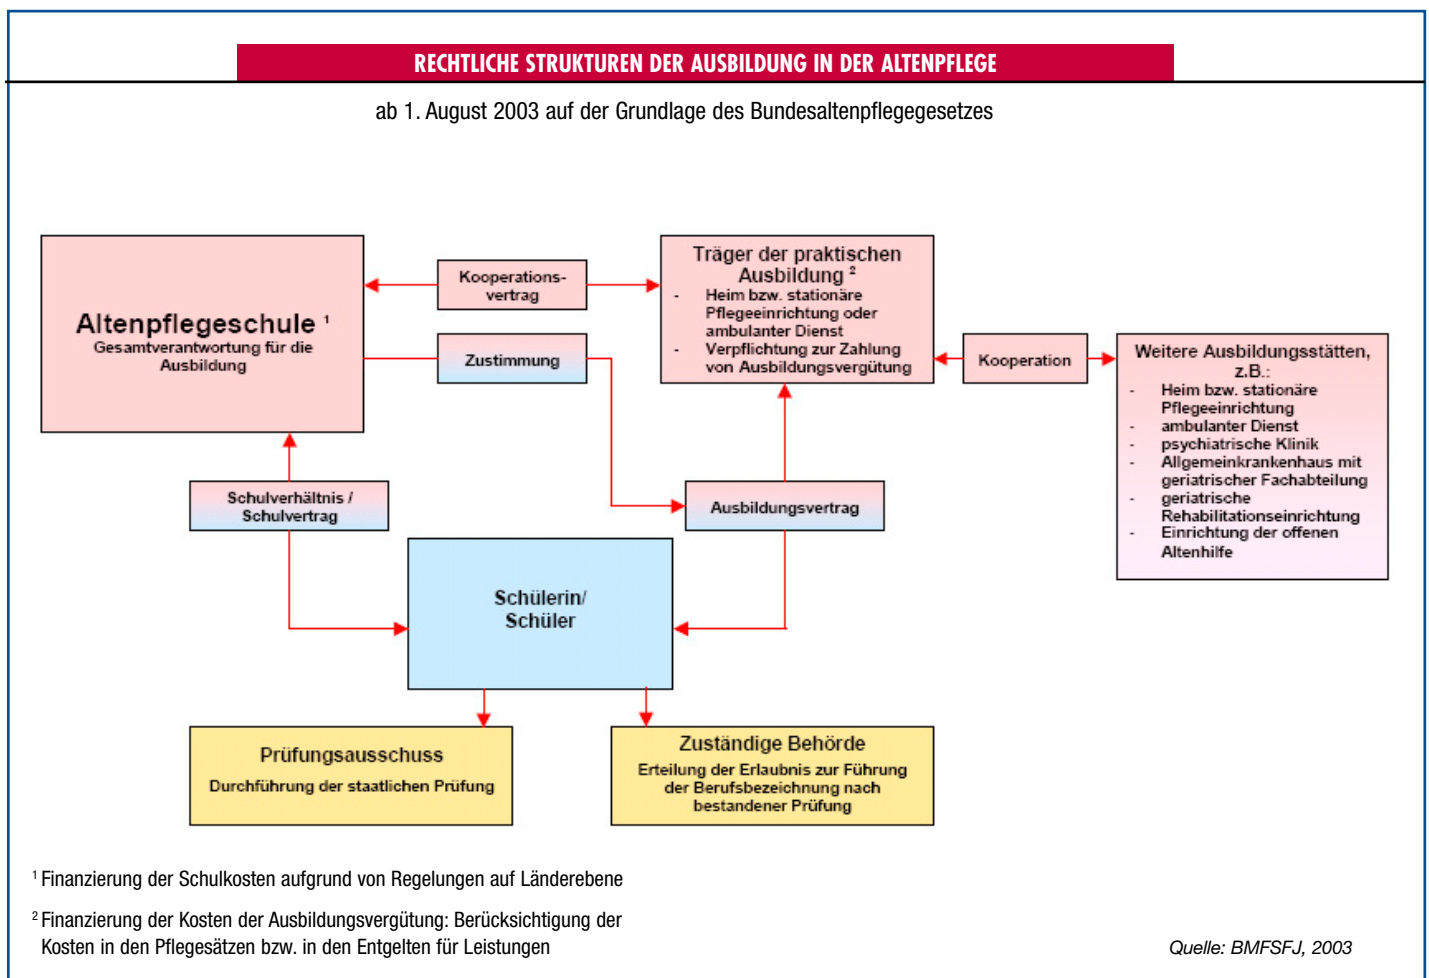 RECHTLICHE STRUKTUREN DER AUSBILDUNG IN DER ALTENPFLEGE
ab 1. August 2003 auf der Grundlage des Bundesaltenpflegegesetzes
Altenpflegeschule ¹
Gesamtverantwortung für die
Ausbildung
Kooperations-
vertrag
Zustimmung
Träger der praktischen
Ausbildung ²
- Heim bzw. stationäre
Pflegeeinrichtung oder
ambulanter Dienst
- Verpflichtung zur Zahlung
von Ausbildungsvergütung
Kooperation
Weitere Ausbildungsstätten,
z.B.:
- Heim bzw. stationäre
Pflegeeinrichtung
- ambulanter Dienst
- psychiatrische Klinik
- Allgemeinkrankenhaus mit
geriatrischer Fachabteilung
- geriatrische
Rehabilitationseinrichtung
- Einrichtung der offenen
Altenhilfe
Schulverhältnis /
Schulvertrag
Ausbildungsvertrag
Schülerin/
Schüler
Prüfungsausschuss
Durchführung der staatlichen Prüfung
Zuständige Behörde
Erteilung der Erlaubnis zur Führung
der Berufsbezeichnung nach
bestandener Prüfung
¹ Finanzierung der Schulkosten aufgrund von Regelungen auf Länderebene
² Finanzierung der Kosten der Ausbildungsvergütung: Berücksichtigung der
Kosten in den Pflegesätzen bzw. in den Entgelten für Leistungen
Quelle: BMFSFJ, 2003